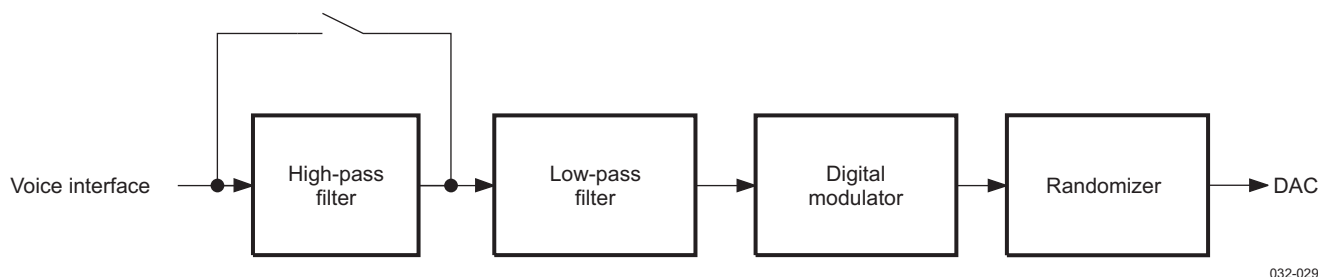 Voice interface
High-pass
filter
Low-pass
filter
Digital
modulator
Randomizer
DAC
032-029